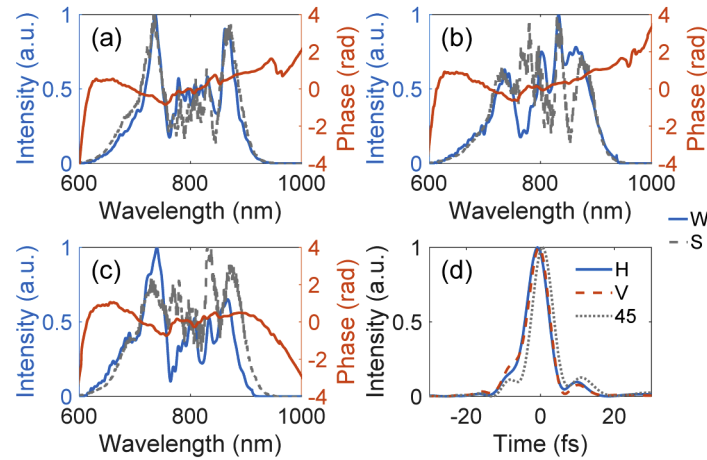 (a)
Intensity (a.u.)
1
0.5
0
4
2
0
-2
-4
Phase (rad)
600 800 1000
Wavelength (nm)
(b)
Intensity (a.u.)
1
0.5
0
4
2
0
-2
-4
Phase (rad)
600 800 1000
Wavelength (nm)
W
S
(c)
Intensity (a.u.)
1
0.5
0
4
2
0
-2
-4
Phase (rad)
600 800 1000
Wavelength (nm)
(d)
Intensity (a.u.)
1
0.5
0
H
V
45
-20 0 20
Time (fs)